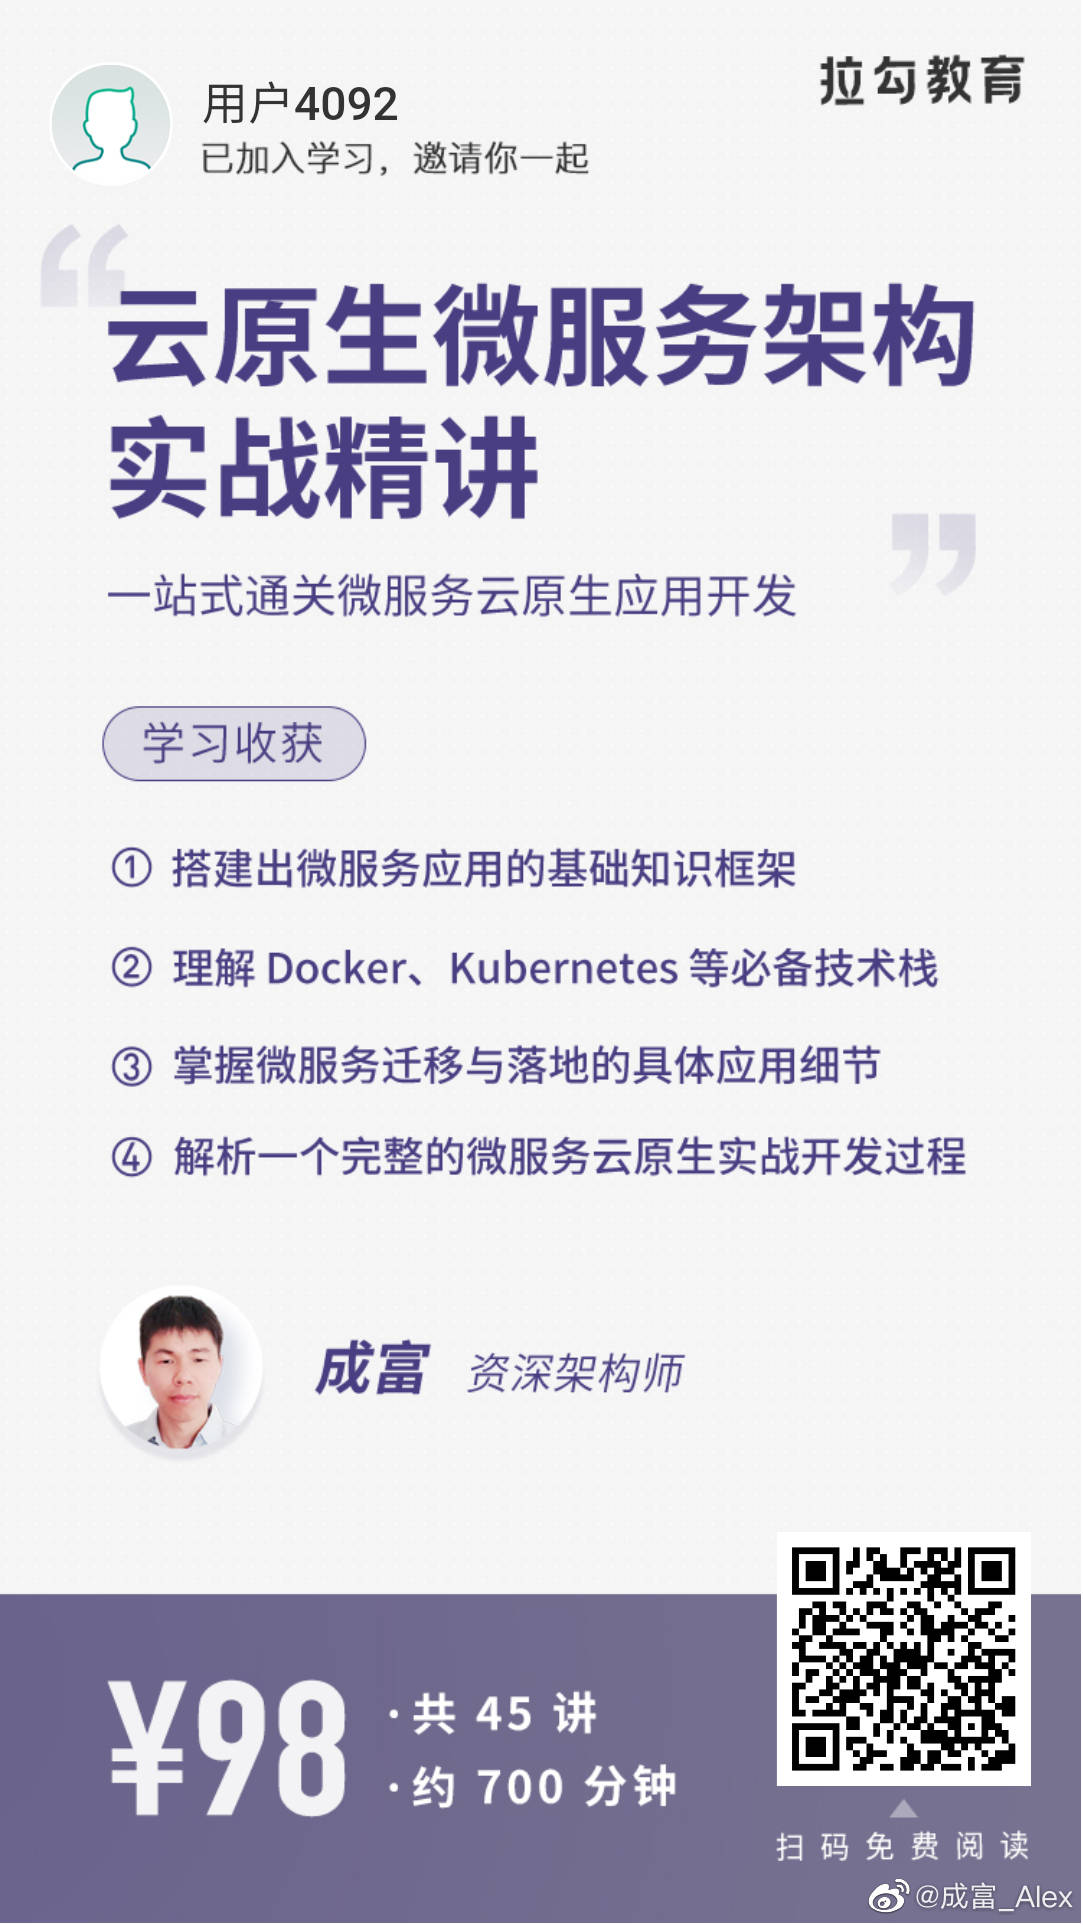 拉勾教育
用户4092
已加入学习，邀请你一起
“云原生微服务架构
实战精讲”
一站式通关微服务云原生应用开发
学习收获
① 搭建出微服务应用的基础知识框架
② 理解 Docker、Kubernetes 等必备技术栈
③ 掌握微服务迁移与落地的具体应用细节
④ 解析一个完整的微服务云原生实战开发过程
成富 资深架构师
¥98
·共 45 讲
·约 700 分钟
扫码免费阅读
@成富_Alex